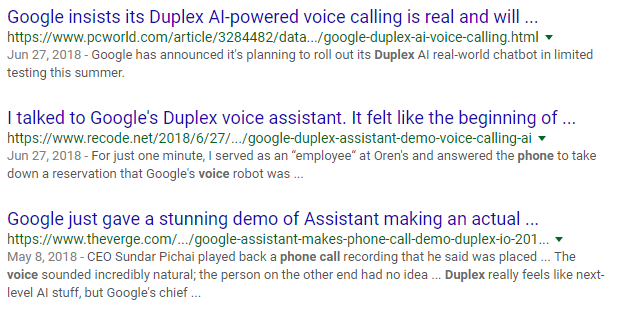 Google insists its Duplex AI-powered voice calling is real and will ...
https://www.pcworld.com/article/3284482/data.../google-duplex-ai-voice-calling.html
Jun 27, 2018 - Google has announced it's planning to roll out its Duplex AI real-world chatbot in limited
testing this summer.
I talked to Google's Duplex voice assistant. It felt like the beginning of ...
https://www.recode.net/2018/6/27/.../google-duplex-assistant-demo-voice-calling-ai
Jun 27, 2018 - For just one minute, I served as an “employee“ at Oren's and answered the phone to take
down a reservation that Google's voice robot was ...
Google just gave a stunning demo of Assistant making an actual ...
https://www.theverge.com/.../google-assistant-makes-phone-call-demo-duplex-io-201...
May 8, 2018 - CEO Sundar Pichai played back a phone call recording that he said was placed ... The
voice sounded incredibly natural; the person on the other end had no idea ... Duplex really feels like next-
level AI stuff, but Google's chief ...